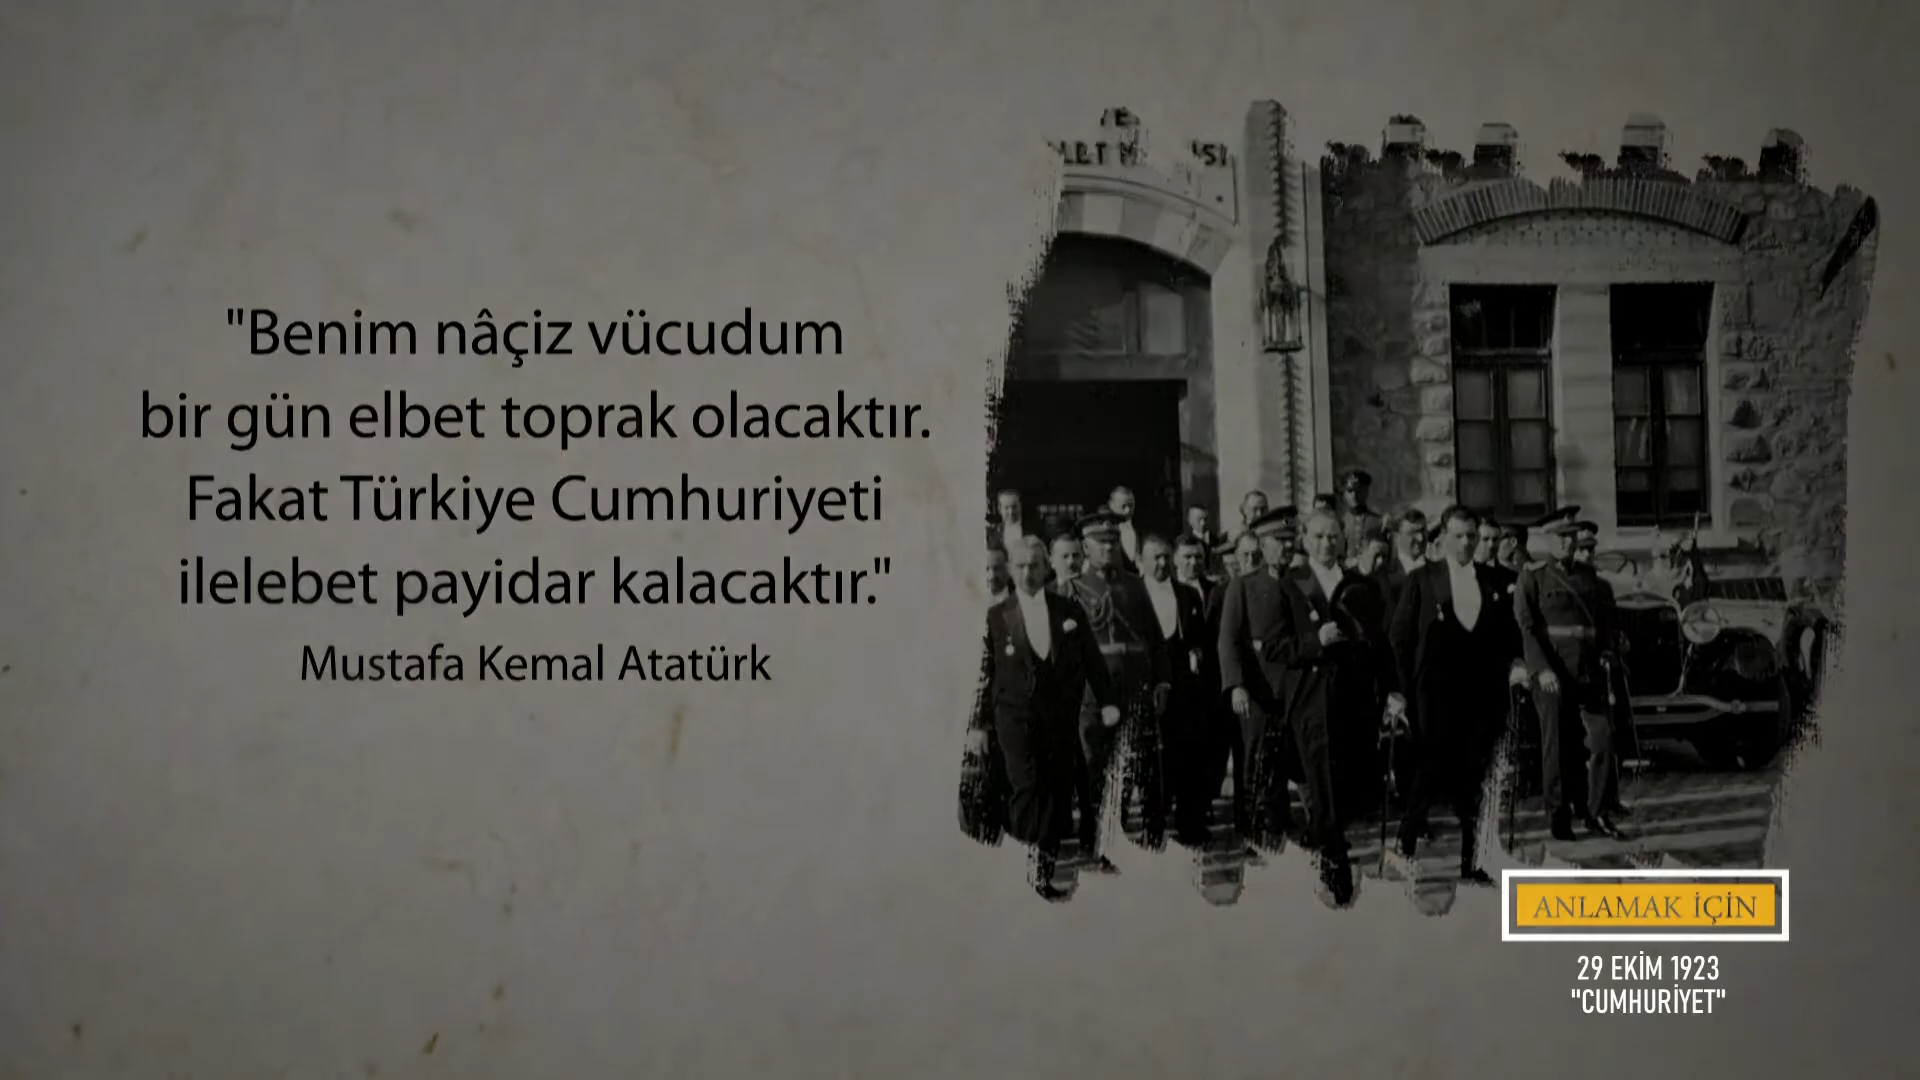 "Benim nâçiz vücudum
bir gün elbet toprak olacaktır.
Fakat Türkiye Cumhuriyeti
ilelebet payidar kalacaktır."
Mustafa Kemal Atatürk
ANLAMAK İÇİN
29 EKİM 1923
"CUMHURİYET"